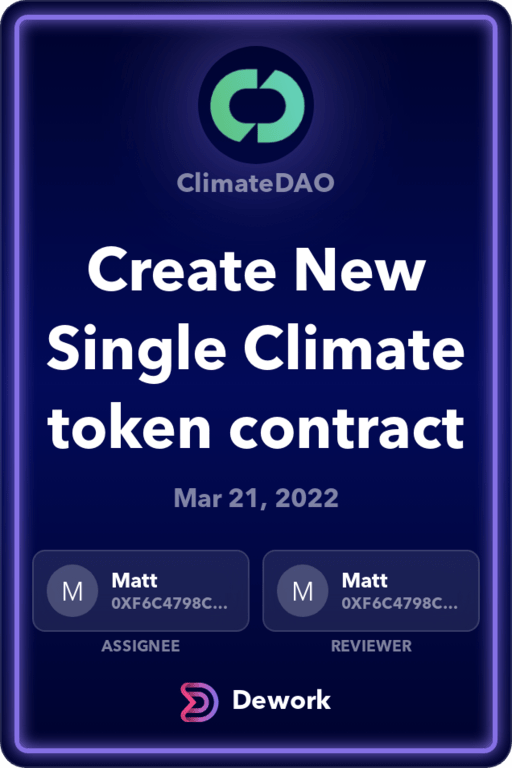 ClimateDAO
Create New
Single Climate
token contract
Mar 21, 2022
M Matt
0XF6C4798C...
ASSIGNEE
M Matt
0XF6C4798C...
REVIEWER
Dework